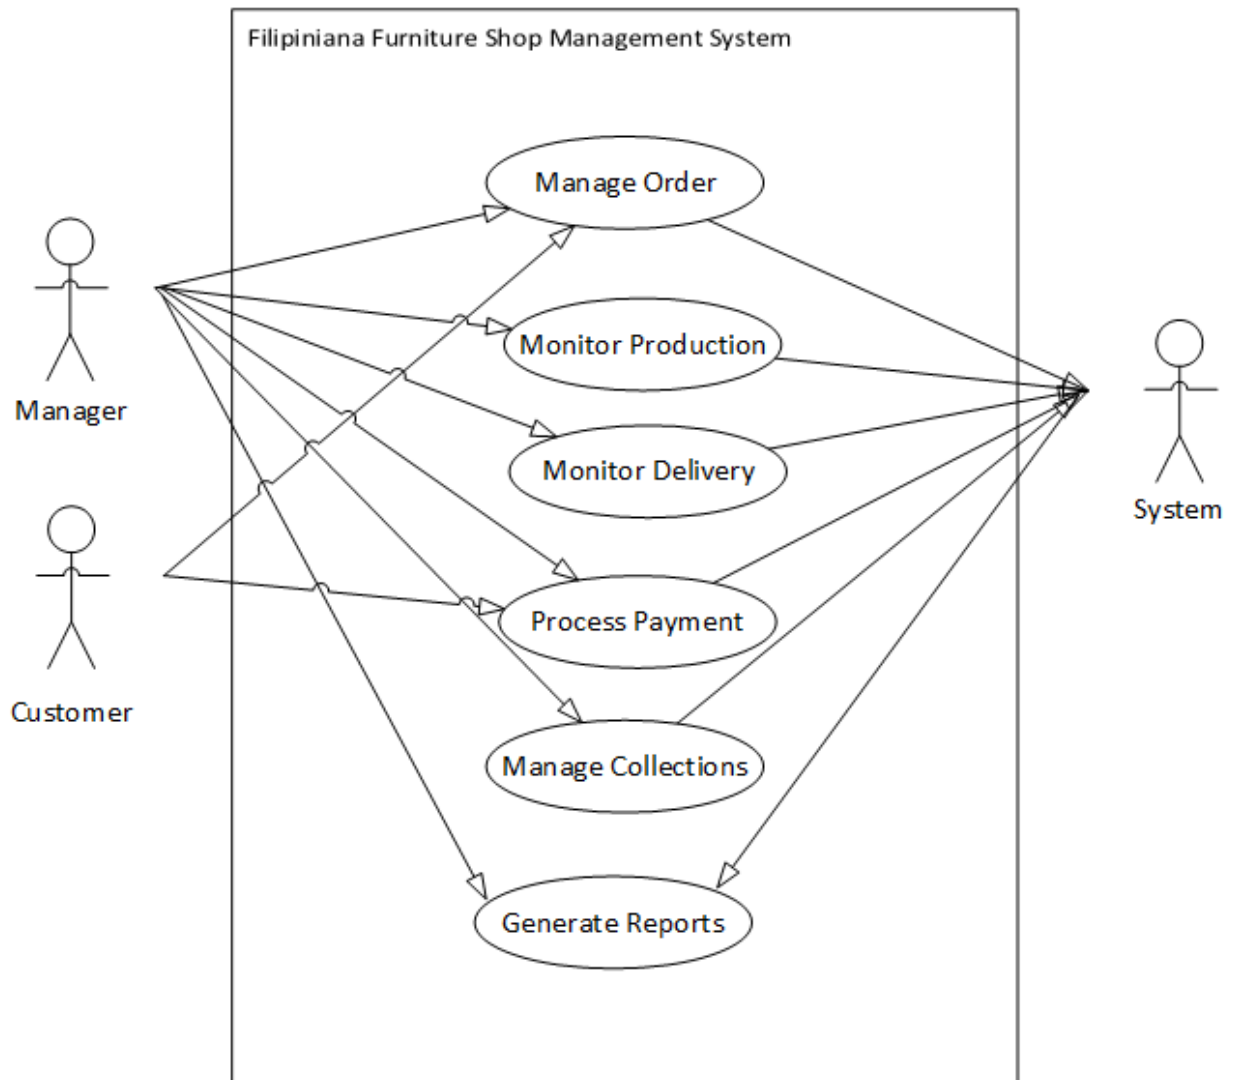 Filipiniana Furniture Shop Management System
Manage Order
Manager
Monitor Production
Monitor Delivery
System
Customer
Process Payment
Manage Collections
Generate Reports